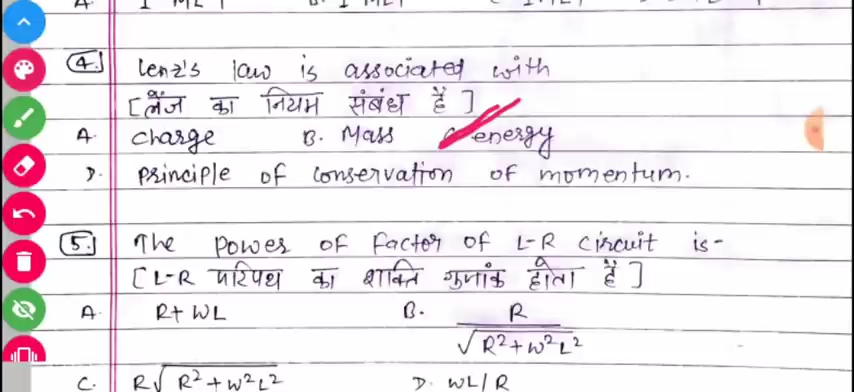 ④. Lenz's law is associated with
[लेंज का नियम संबंध है]
A. charge B. Mass energy
D. principle of conservation of momentum.
⑤. The power of factor of L-R circuit is-
[L-R परिपथ का शक्ति गुनांक होता है]
A. R+WL B. R/√R²+W²L²
C. R√R²+W²L² D. WL/R